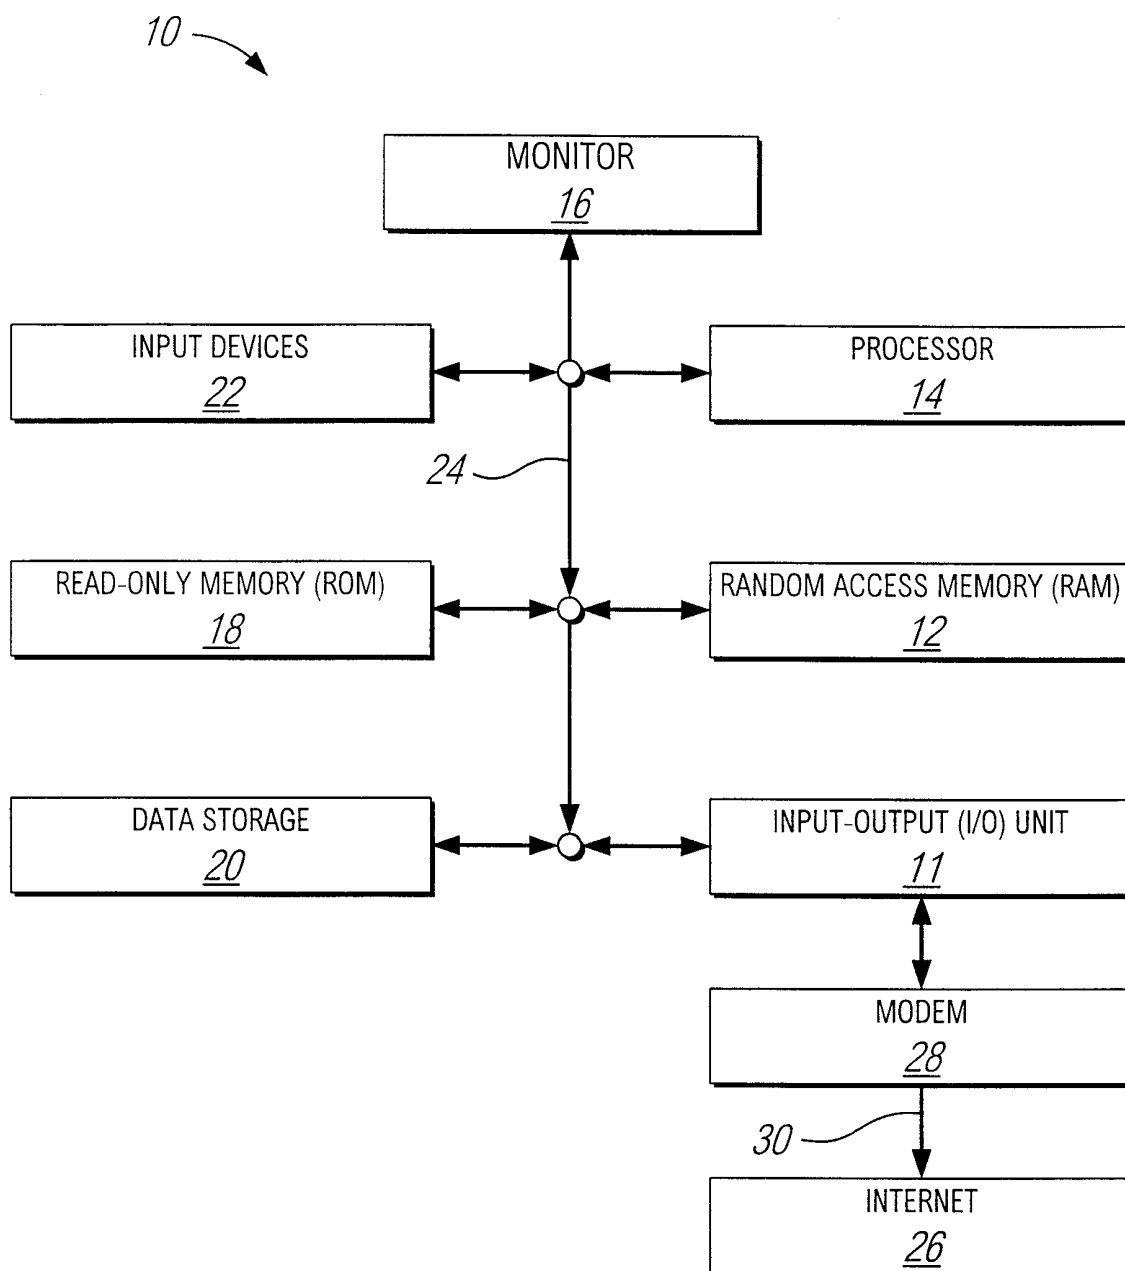 10
MONITOR
16
INPUT DEVICES
22
PROCESSOR
14
24
READ-ONLY MEMORY (ROM)
18
RANDOM ACCESS MEMORY (RAM)
12
DATA STORAGE
20
INPUT-OUTPUT (I/O) UNIT
11
MODEM
28
30
INTERNET
26